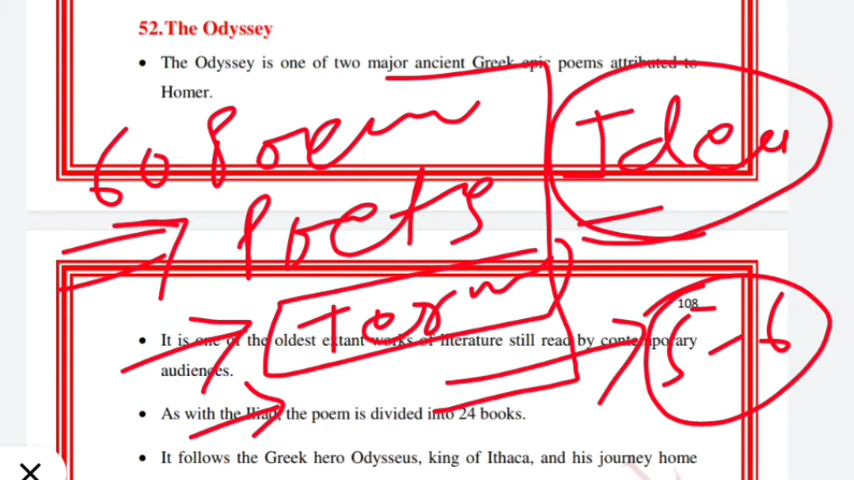 52.The Odyssey
• The Odyssey is one of two major ancient Greek epic poems attributed to
Homer.
60 Poem
Idea
Poets
Term
108
5-6
• It is one of the oldest extant works of literature still read by contemporary
audiences.
• As with the Iliad, the poem is divided into 24 books.
• It follows the Greek hero Odysseus, king of Ithaca, and his journey home